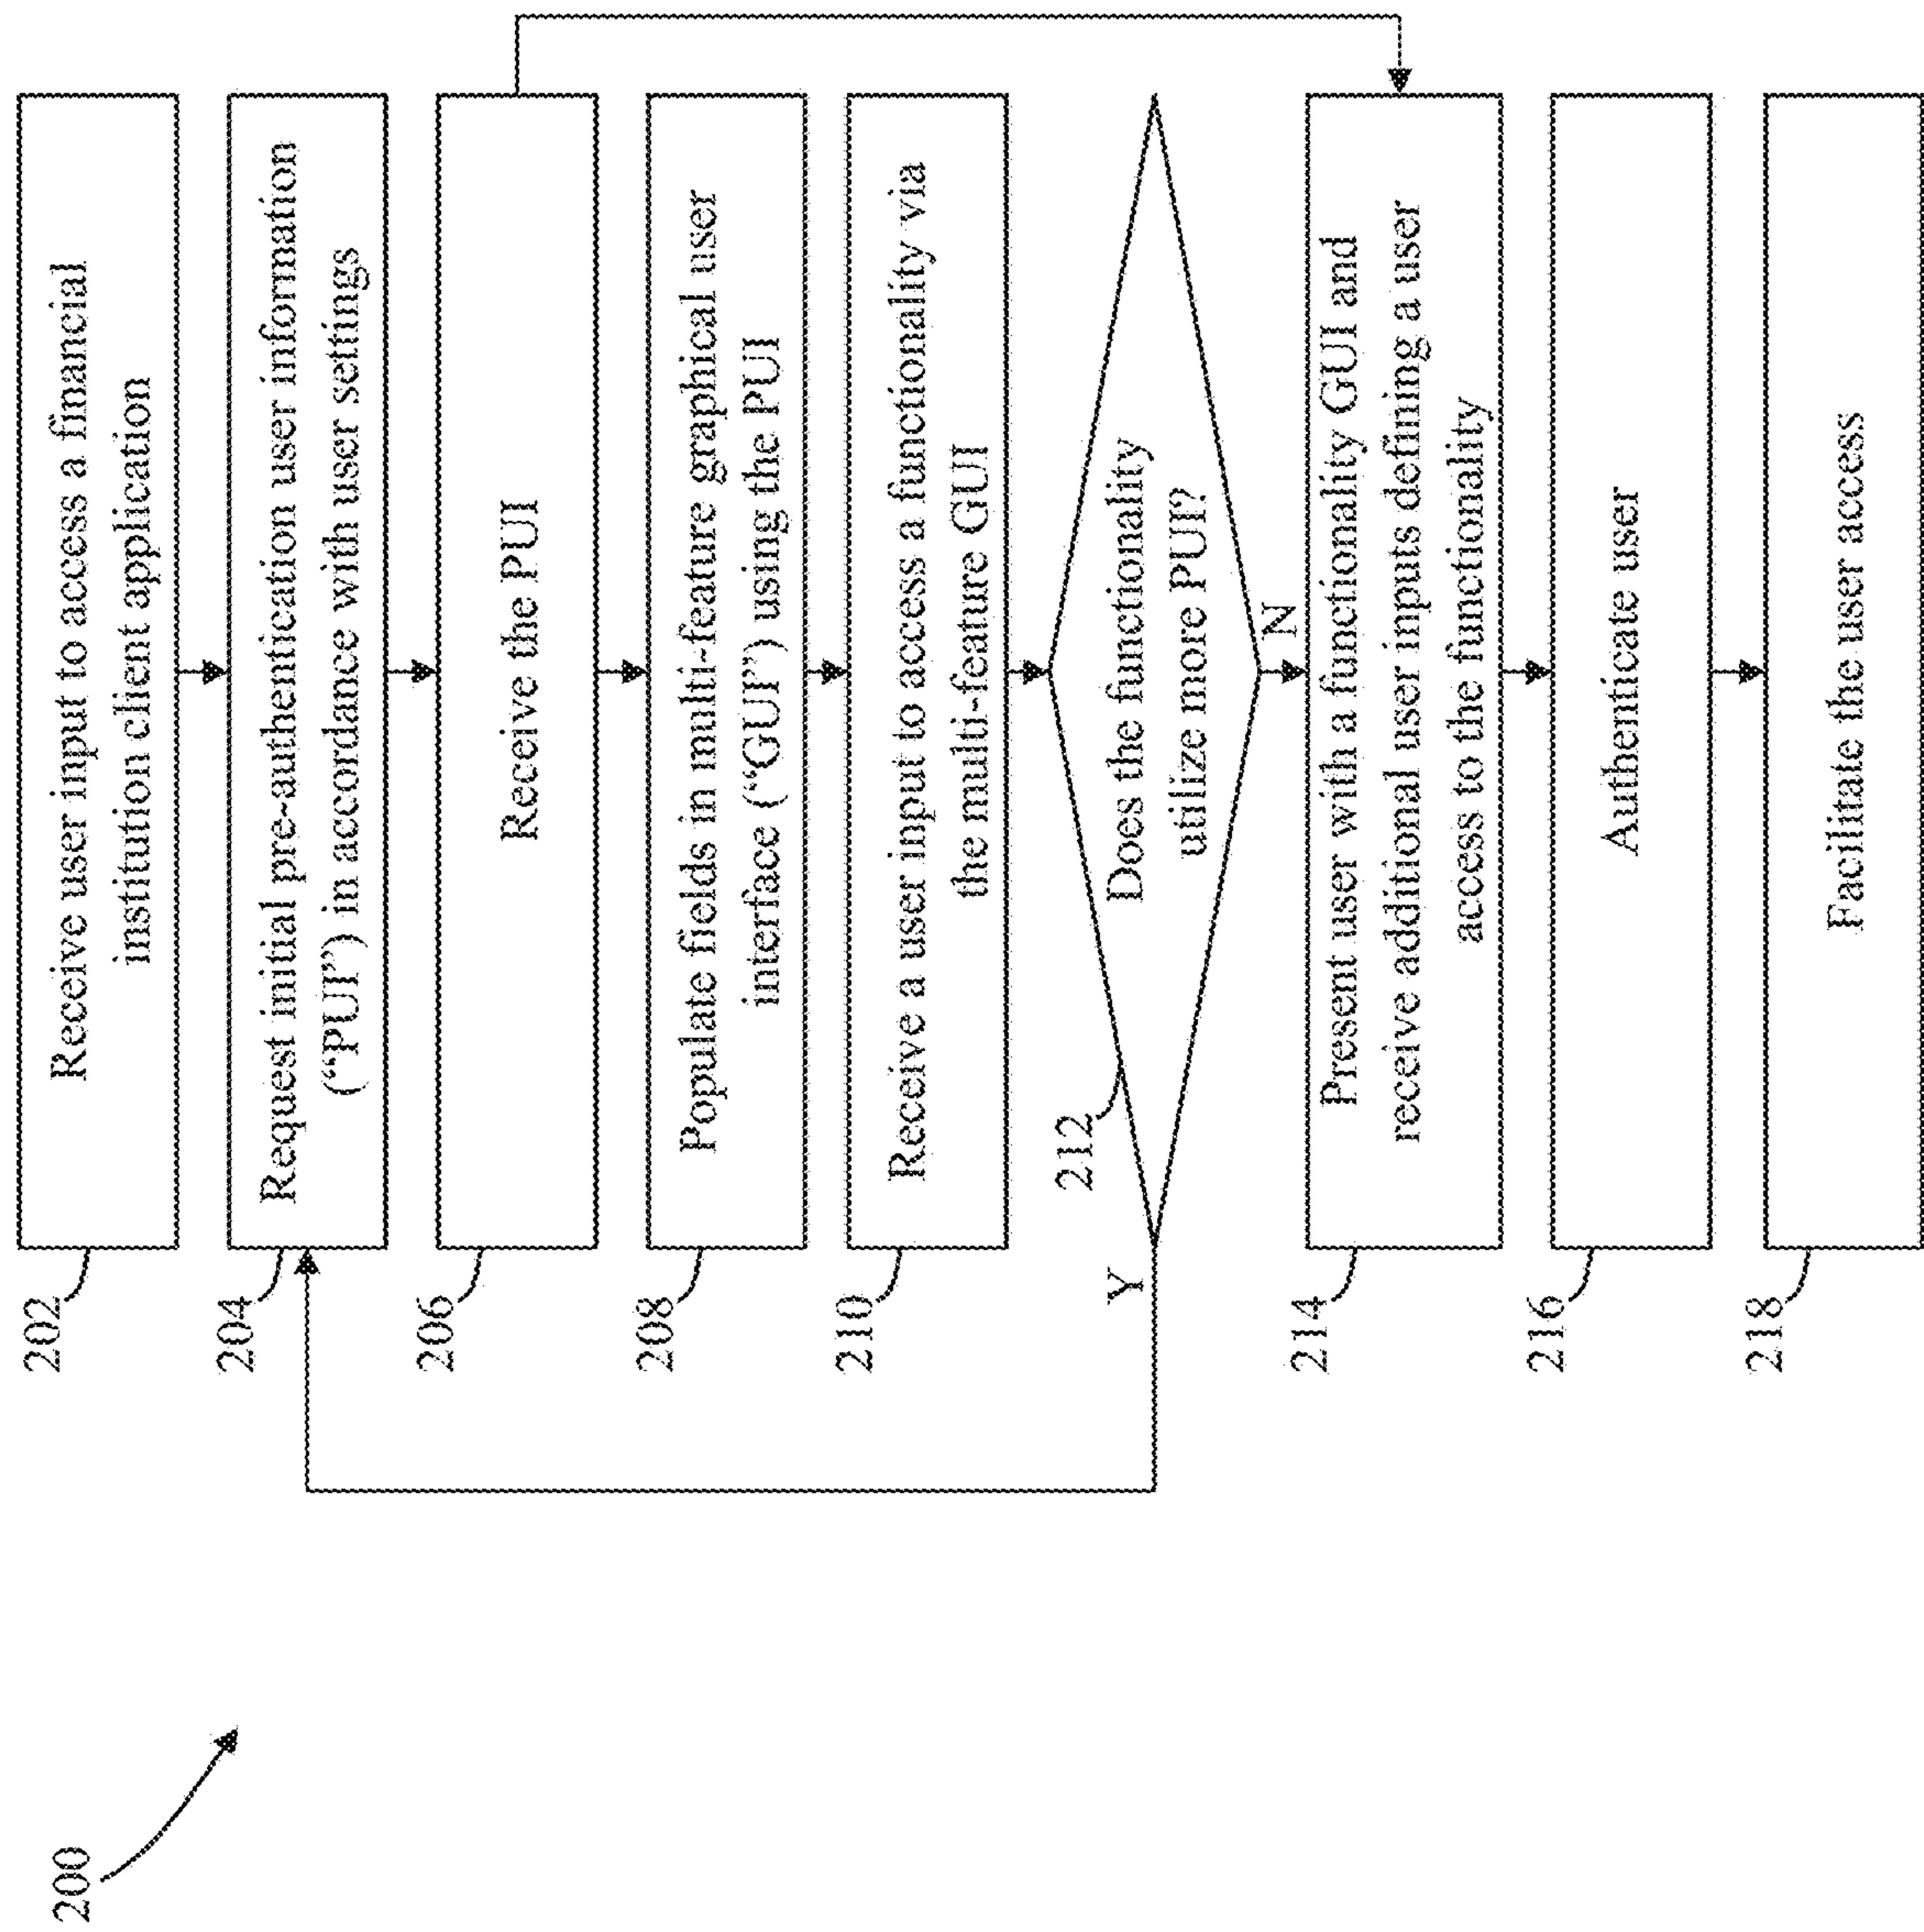 200
202
Receive user input to access a financial
institution client application
204
Request initial pre-authentication user information
(“PUI”) in accordance with user settings
206
Receive the PUI
208
Populate fields in multi-feature graphical user
interface (“GUI”) using the PUI
210
Receive a user input to access a functionality via
the multi-feature GUI
212
Does the functionality
utilize more PUI?
Y
N
214
Present user with a functionality GUI and
receive additional user inputs defining a user
access to the functionality
216
Authenticate user
218
Facilitate the user access